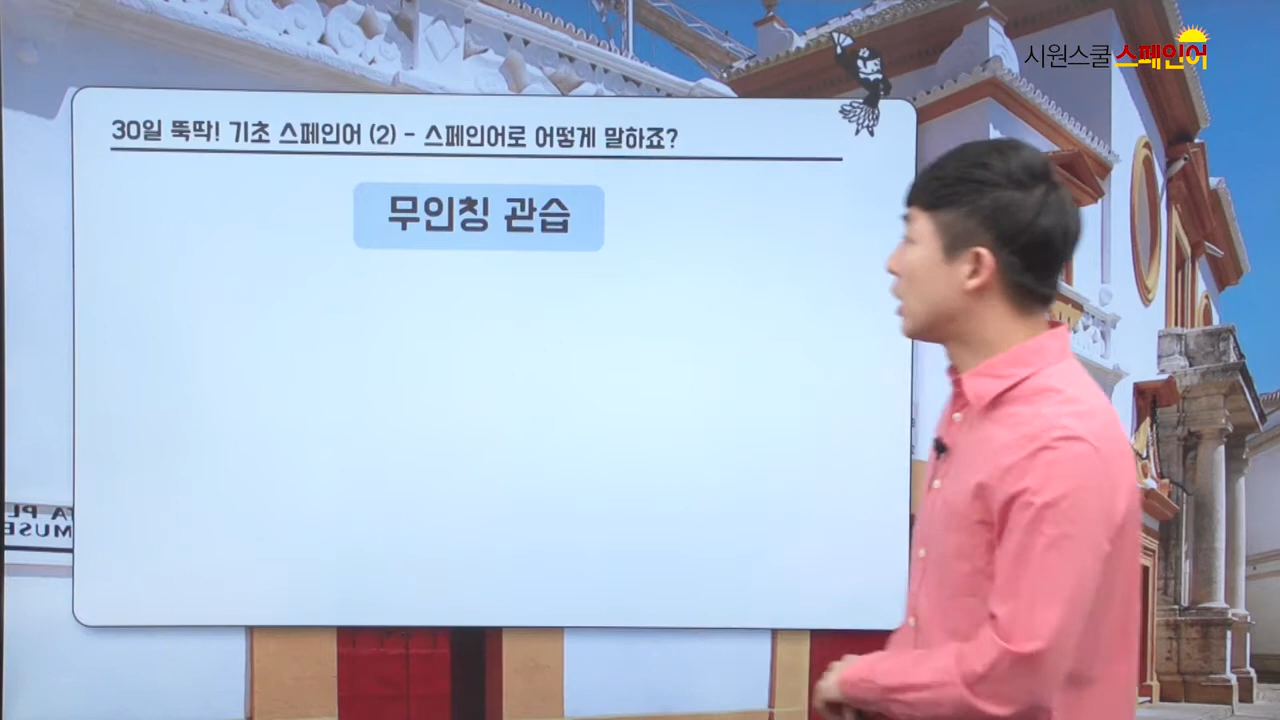 시원스쿨 스페인어
30일 뚝딱! 기초 스페인어 (2) - 스페인어로 어떻게 말하죠?
무인칭 관습